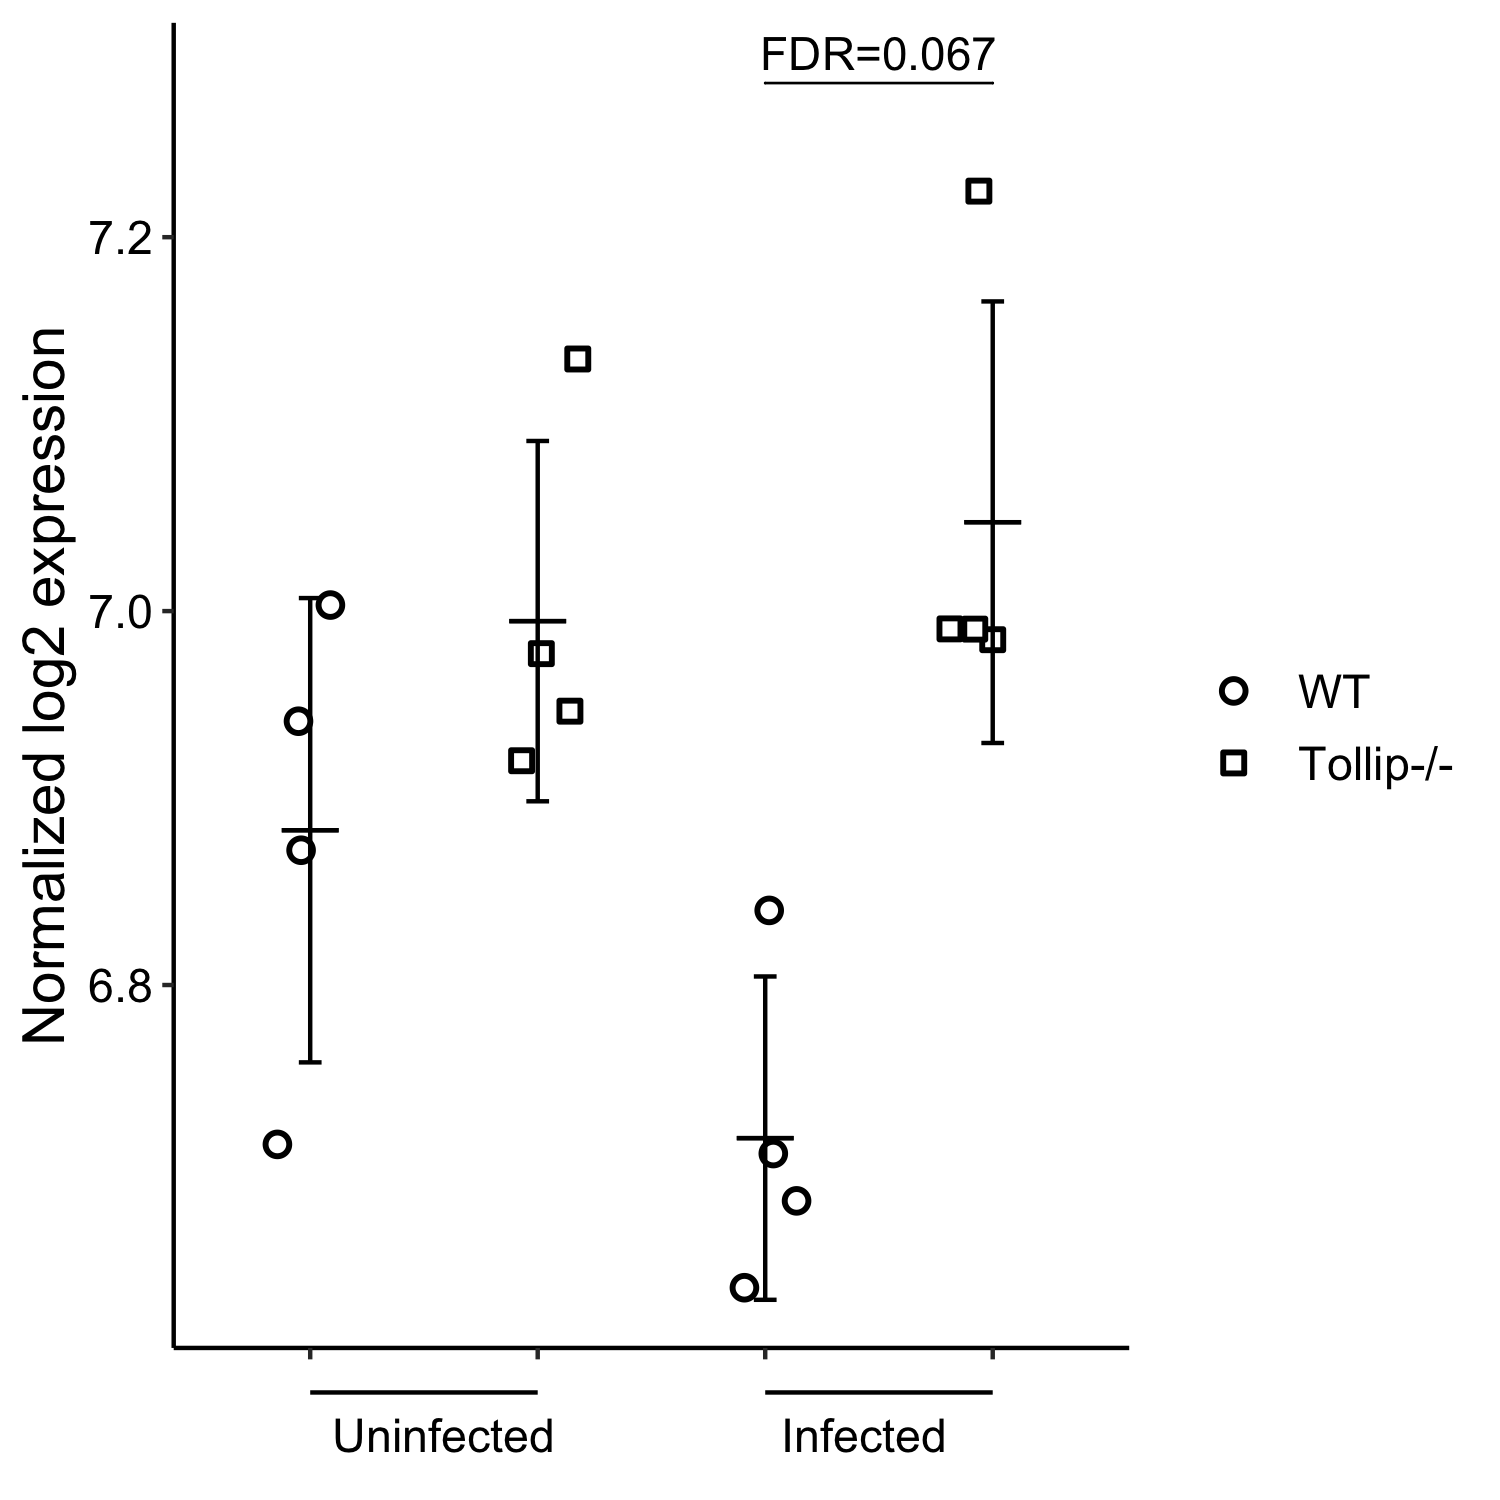 FDR=0.067
7.2
7.0
6.8
Normalized log2 expression
WT
Tollip-/-
Uninfected
Infected